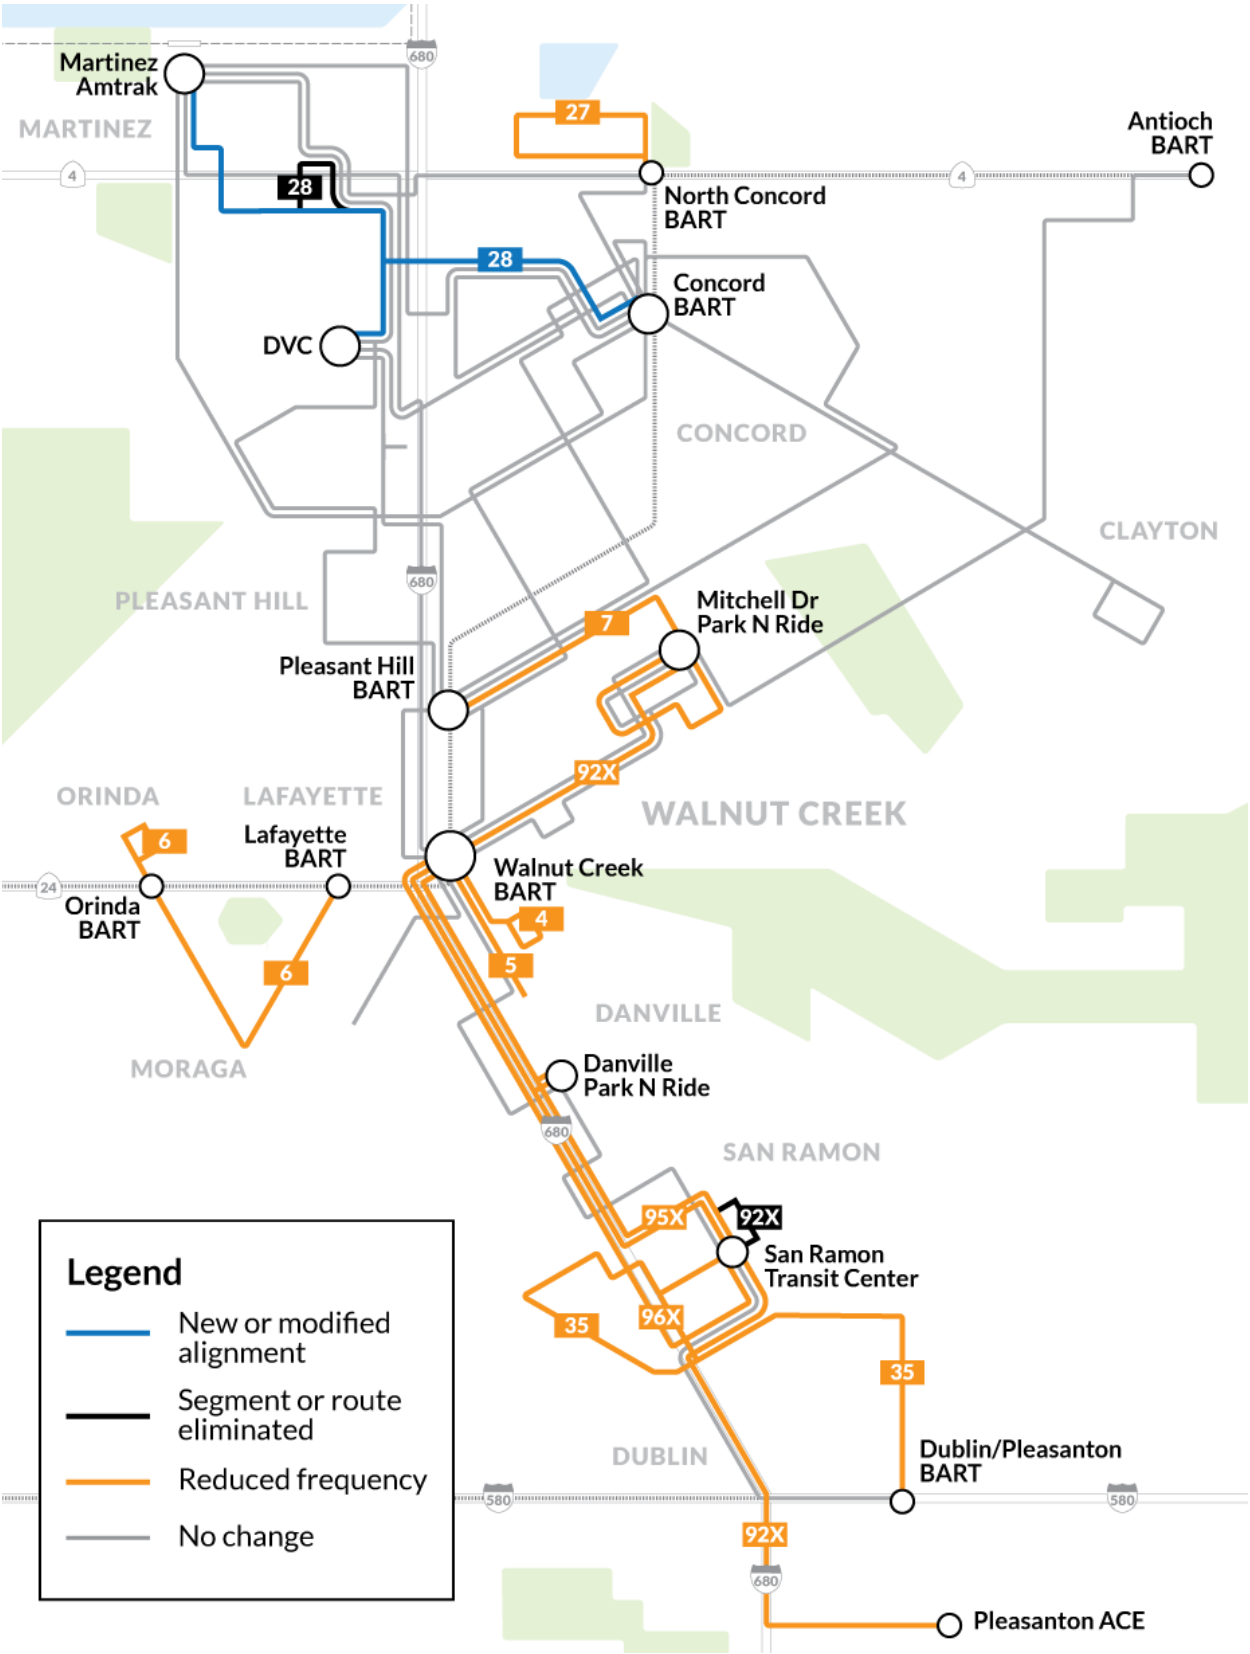 680
Martinez
Amtrak
MARTINEZ
27
Antioch
BART
4
4
28
North Concord
BART
28
Concord
BART
DVC
CONCORD
CLAYTON
680
PLEASANT HILL
Mitchell Dr
Park N Ride
7
Pleasant Hill
BART
92X
ORINDA
LAFAYETTE
WALNUT CREEK
6
Lafayette
BART
Walnut Creek
BART
24
Orinda
BART
4
5
6
DANVILLE
MORAGA
Danville
Park N Ride
680
SAN RAMON
95X
92X
San Ramon
Transit Center
96X
35
35
Legend
New or modified
alignment
Segment or route
eliminated
Reduced frequency
No change
DUBLIN
Dublin/Pleasanton
BART
580
580
92X
680
Pleasanton ACE